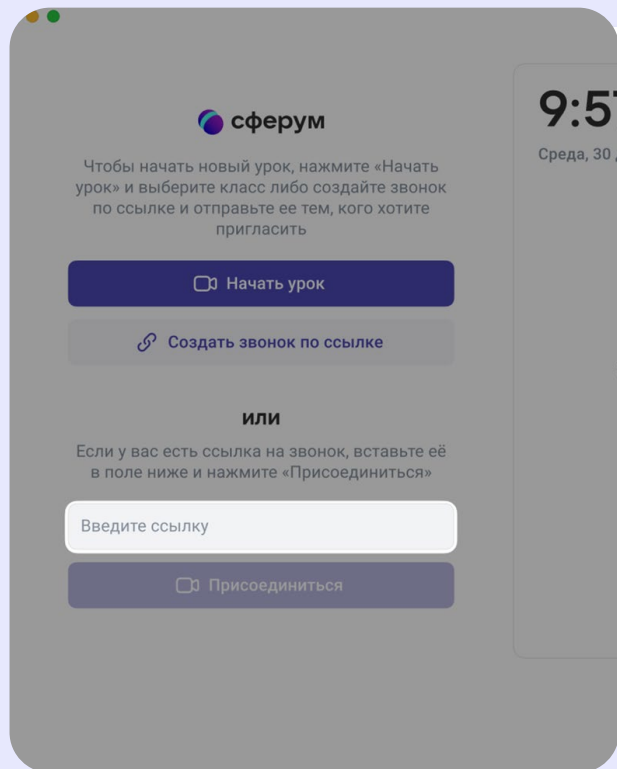 сферум
Чтобы начать новый урок, нажмите «Начать
урок» и выберите класс либо создайте звонок
по ссылке и отправьте ее тем, кого хотите
пригласить
Начать урок
Создать звонок по ссылке
или
Если у вас есть ссылка на звонок, вставьте её
в поле ниже и нажмите «Присоединиться»
Введите ссылку
Присоединиться
9:5
Среда, 30